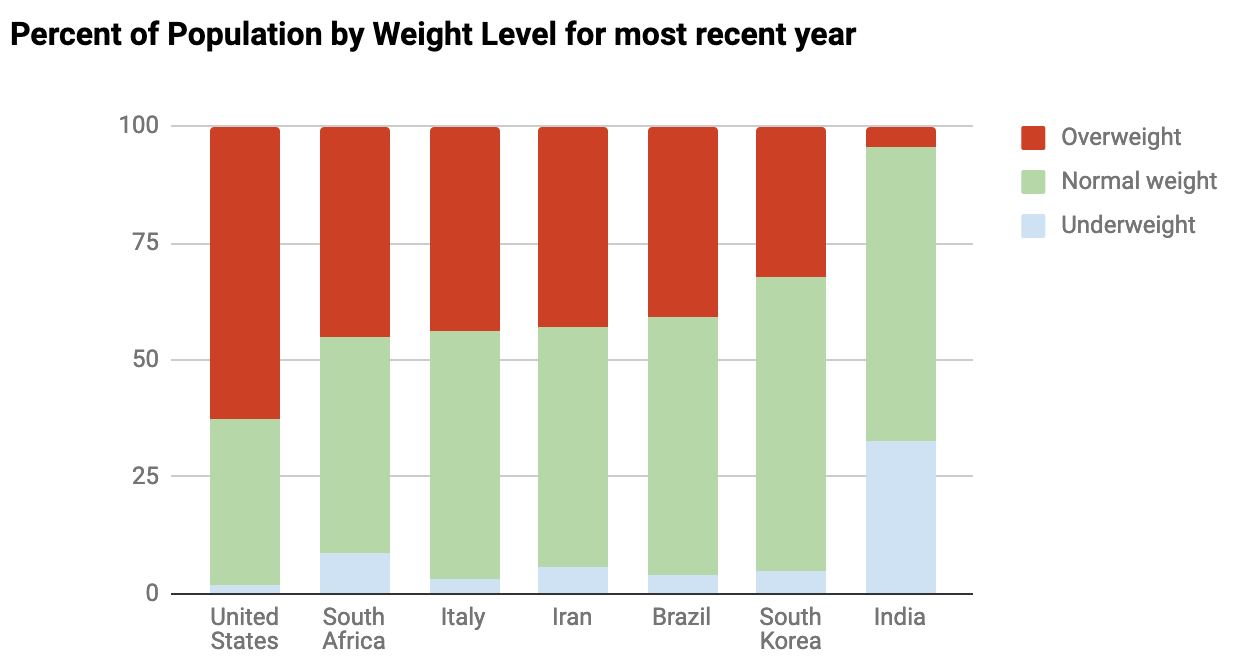 Percent of Population by Weight Level for most recent year
100
75
50
25
0
United States
South Africa
Italy
Iran
Brazil
South Korea
India
Overweight
Normal weight
Underweight